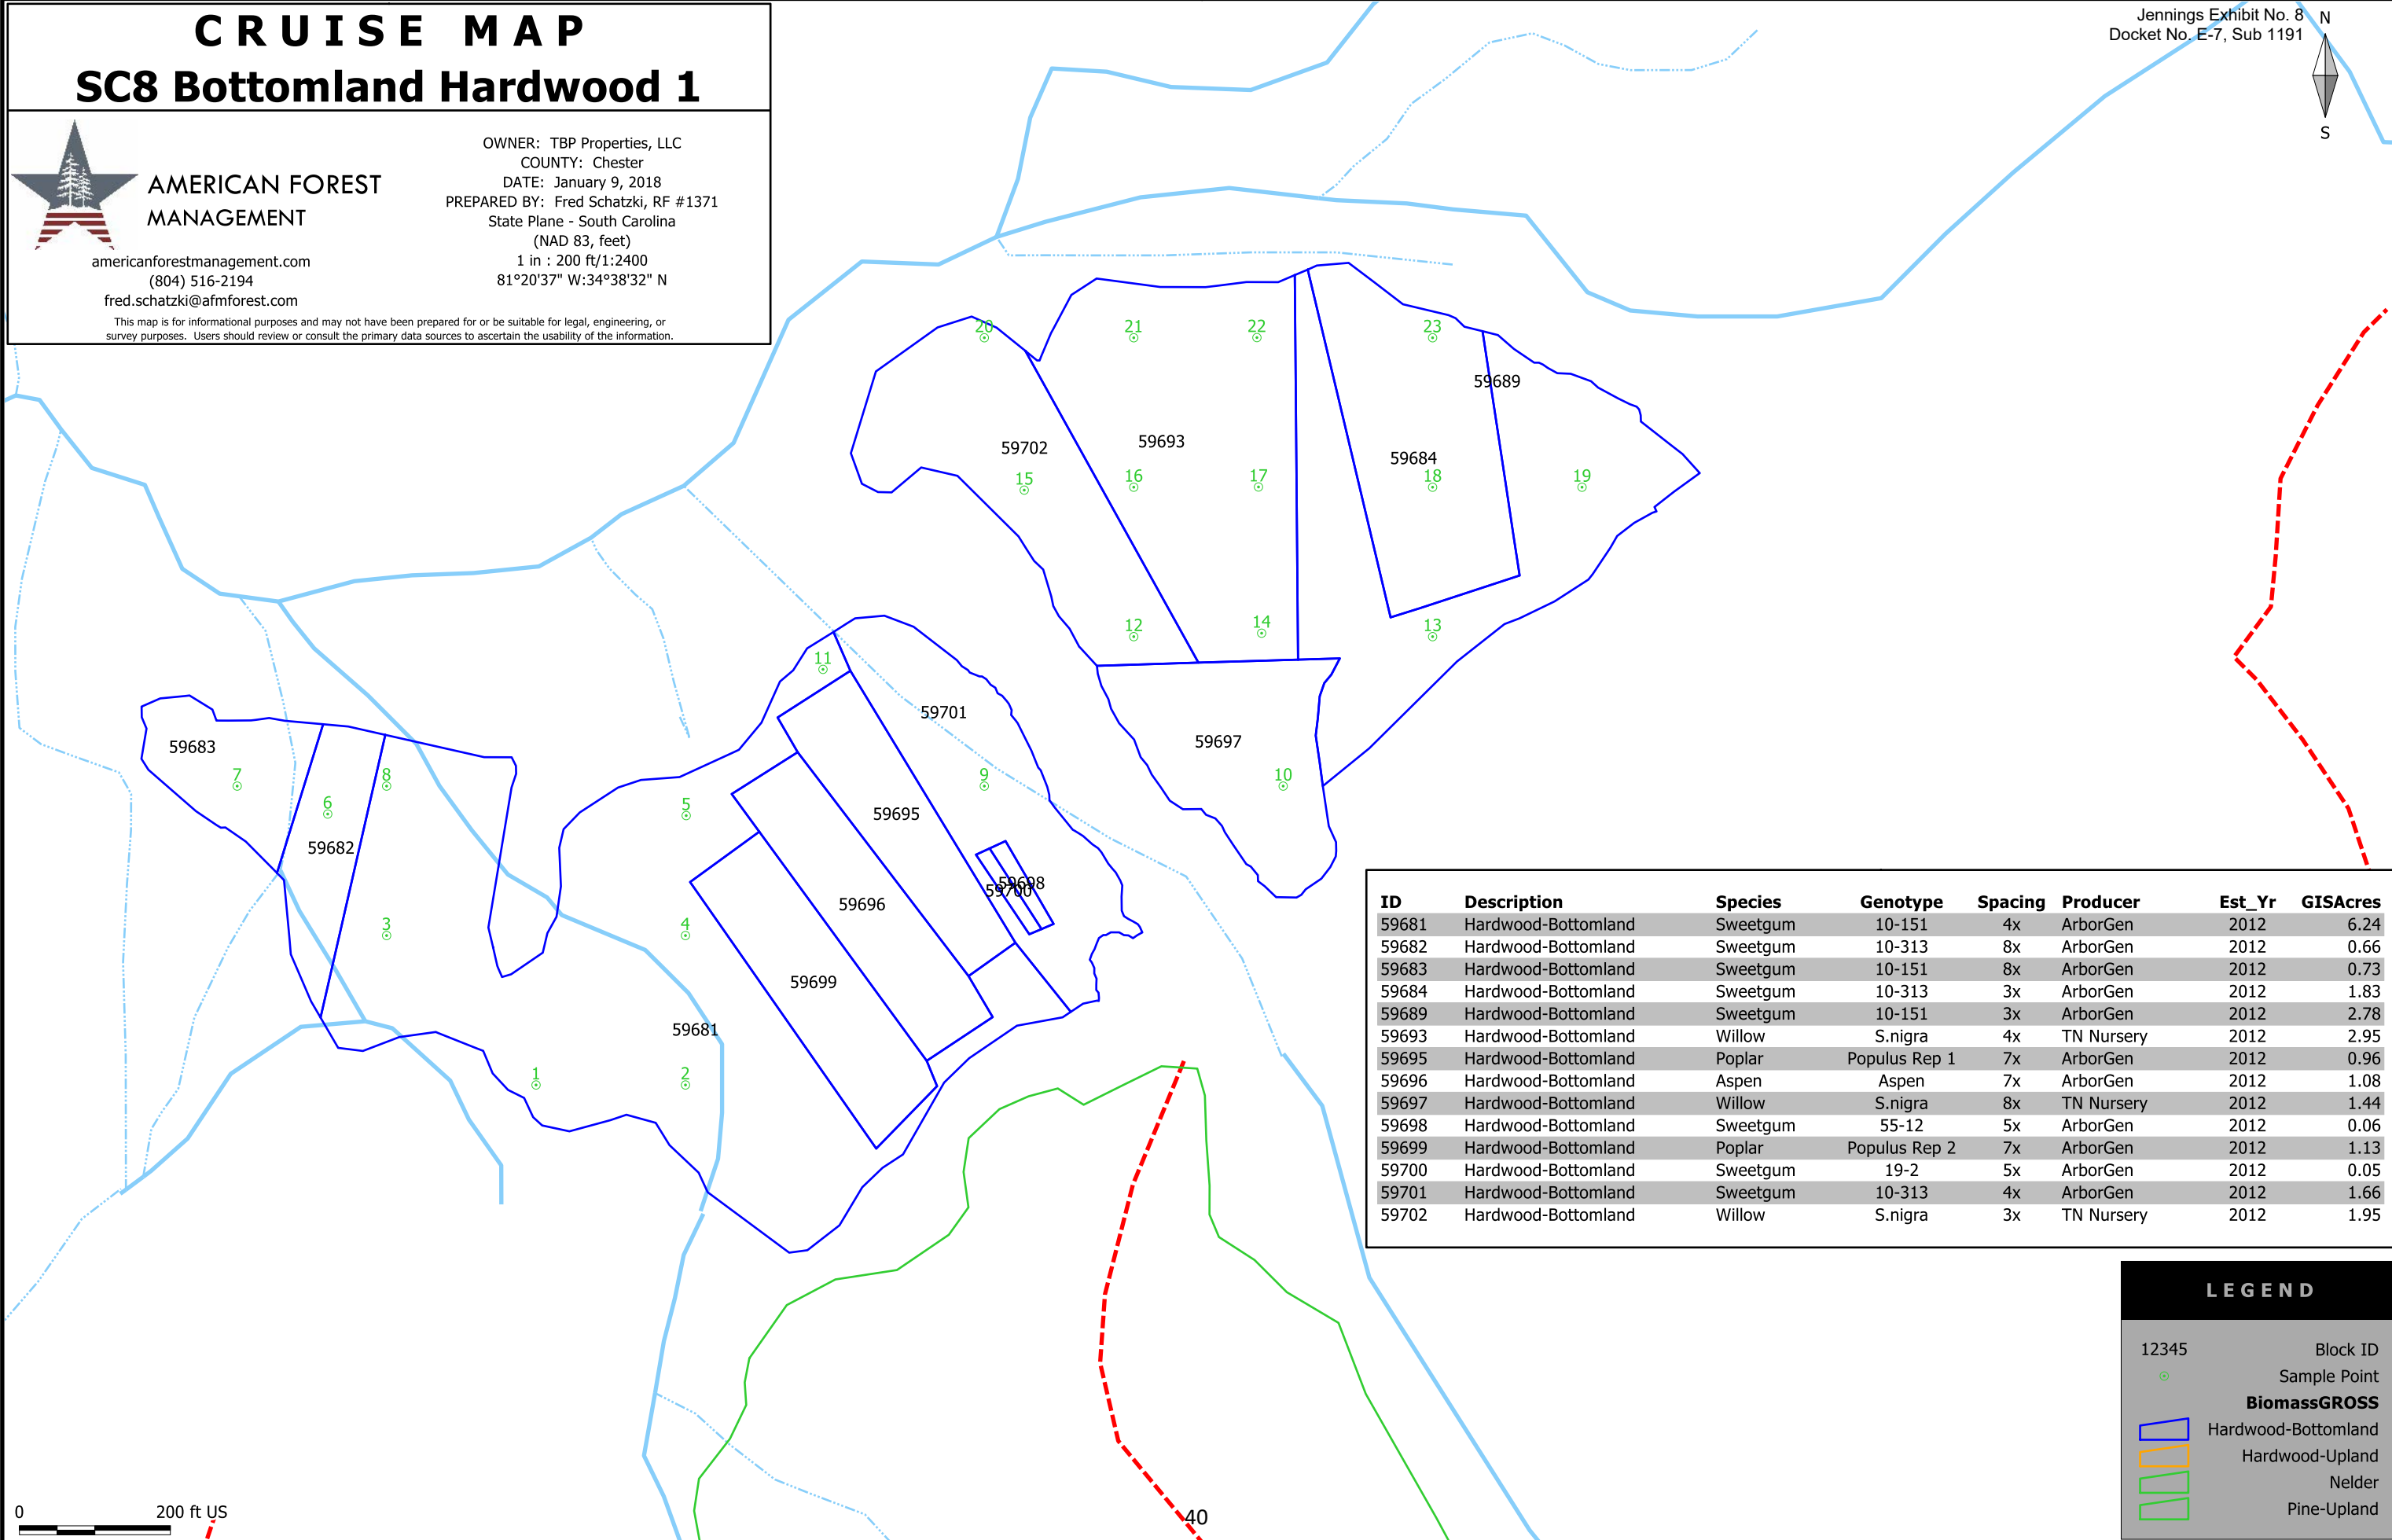 CRUISE MAP
SC8 Bottomland Hardwood 1
AMERICAN FOREST
MANAGEMENT
americanforestmanagement.com
(804) 516-2194
fred.schatzki@afmforest.com
OWNER: TBP Properties, LLC
COUNTY: Chester
DATE: January 9, 2018
PREPARED BY: Fred Schatzki, RF #1371
State Plane - South Carolina
(NAD 83, feet)
1 in : 200 ft/1:2400
81°20'37" W:34°38'32" N
This map is for informational purposes and may not have been prepared for or be suitable for legal, engineering, or
survey purposes. Users should review or consult the primary data sources to ascertain the usability of the information.
Jennings Exhibit No. 8
Docket No. E-7, Sub 1191
N
S
20
21
22
23
59689
59702
59693
59684
15
16
17
18
19
12
14
13
11
59701
59697
59683
7
8
9
10
6
5
59695
59682
59698
59700
59696
3
4
59699
59681
1
2
ID Description Species Genotype Spacing Producer Est_Yr GISAcres
59681 Hardwood-Bottomland Sweetgum 10-151 4x ArborGen 2012 6.24
59682 Hardwood-Bottomland Sweetgum 10-313 8x ArborGen 2012 0.66
59683 Hardwood-Bottomland Sweetgum 10-151 8x ArborGen 2012 0.73
59684 Hardwood-Bottomland Sweetgum 10-313 3x ArborGen 2012 1.83
59689 Hardwood-Bottomland Sweetgum 10-151 3x ArborGen 2012 2.78
59693 Hardwood-Bottomland Willow S.nigra 4x TN Nursery 2012 2.95
59695 Hardwood-Bottomland Poplar Populus Rep 1 7x ArborGen 2012 0.96
59696 Hardwood-Bottomland Aspen Aspen 7x ArborGen 2012 1.08
59697 Hardwood-Bottomland Willow S.nigra 8x TN Nursery 2012 1.44
59698 Hardwood-Bottomland Sweetgum 55-12 5x ArborGen 2012 0.06
59699 Hardwood-Bottomland Poplar Populus Rep 2 7x ArborGen 2012 1.13
59700 Hardwood-Bottomland Sweetgum 19-2 5x ArborGen 2012 0.05
59701 Hardwood-Bottomland Sweetgum 10-313 4x ArborGen 2012 1.66
59702 Hardwood-Bottomland Willow S.nigra 3x TN Nursery 2012 1.95
LEGEND
12345 Block ID
Sample Point
BiomassGROSS
Hardwood-Bottomland
Hardwood-Upland
Nelder
Pine-Upland
0 200 ft US
40